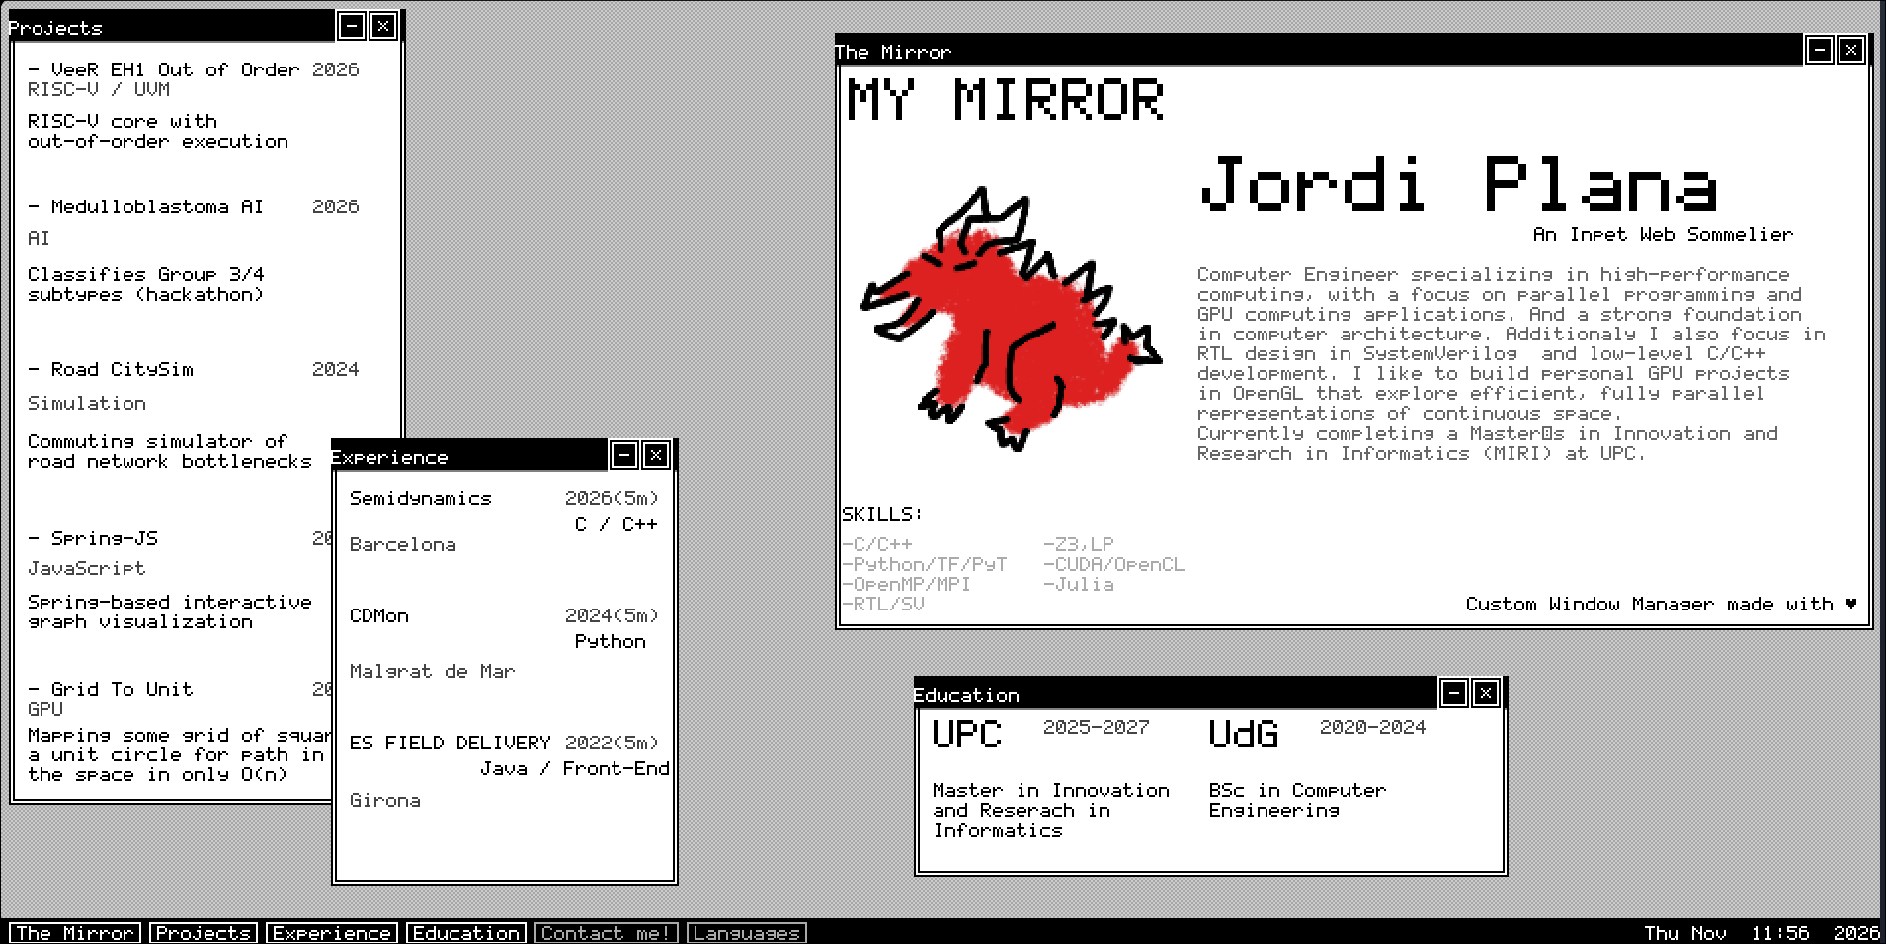 Projects
- VeeR EH1 Out of Order 2026
RISC-V / UVM
RISC-V core with
out-of-order execution
- Medulloblastoma AI 2026
AI
Classifies Group 3/4
subtypes (hackathon)
- Road CitySim 2024
Simulation
Commuting simulator of
road network bottlenecks
- Spring-JS 20
JavaScript
Spring-based interactive
graph visualization
- Grid To Unit 20
GPU
Mapping some grid of squar
a unit circle for path in
the space in only O(n)
Experience
Semidynamics 2026(5m)
C / C++
Barcelona
CDMon 2024(5m)
Python
Malgrat de Mar
ES FIELD DELIVERY 2022(5m)
Java / Front-End
Girona
The Mirror
MY MIRROR
Jordi Plana
An Inpet Web Sommelier
Computer Engineer specializing in high-performance
computing, with a focus on parallel programming and
GPU computing applications. And a strong foundation
in computer architecture. Additionaly I also focus in
RTL design in SystemVerilog and low-level C/C++
development. I like to build personal GPU projects
in OpenGL that explore efficient, fully parallel
representations of continuous space.
Currently completing a Master▯s in Innovation and
Research in Informatics (MIRI) at UPC.
SKILLS:
-C/C++ -Z3,LP
-Python/TF/PyT -CUDA/OpenCL
-OpenMP/MPI -Julia
-RTL/SV
Custom Window Manager made with ♥
Education
UPC 2025-2027 UdG 2020-2024
Master in Innovation
and Reserach in
Informatics
BSc in Computer
Engineering
The Mirror Projects Experience Education Contact me! Languages Thu Nov 11:56 2026